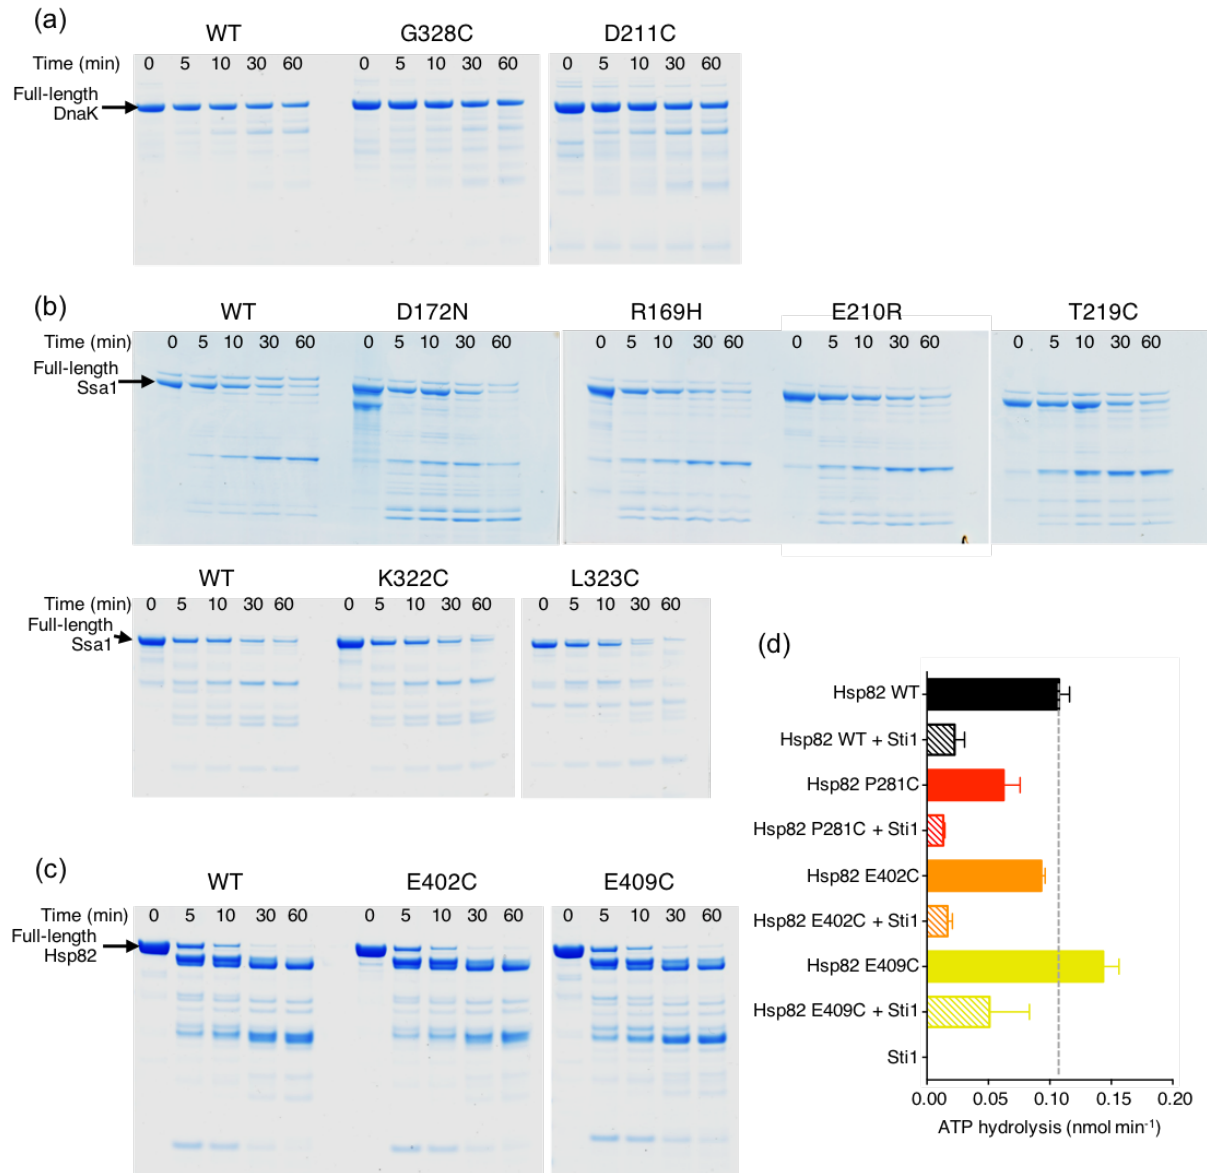 (a)
WT G328C D211C
Time (min) 0 5 10 30 60 0 5 10 30 60 0 5 10 30 60
Full-length
DnaK
(b)
WT D172N R169H E210R T219C
Time (min) 0 5 10 30 60 0 5 10 30 60 0 5 10 30 60 0 5 10 30 60 0 5 10 30 60
Full-length
Ssa1
WT K322C L323C
Time (min) 0 5 10 30 60 0 5 10 30 60 0 5 10 30 60
Full-length
Ssa1
(c)
WT E402C E409C
Time (min) 0 5 10 30 60 0 5 10 30 60 0 5 10 30 60
Full-length
Hsp82
(d)
Hsp82 WT
Hsp82 WT + Sti1
Hsp82 P281C
Hsp82 P281C + Sti1
Hsp82 E402C
Hsp82 E402C + Sti1
Hsp82 E409C
Hsp82 E409C + Sti1
Sti1
0.00 0.05 0.10 0.15 0.20
ATP hydrolysis (nmol min⁻¹)